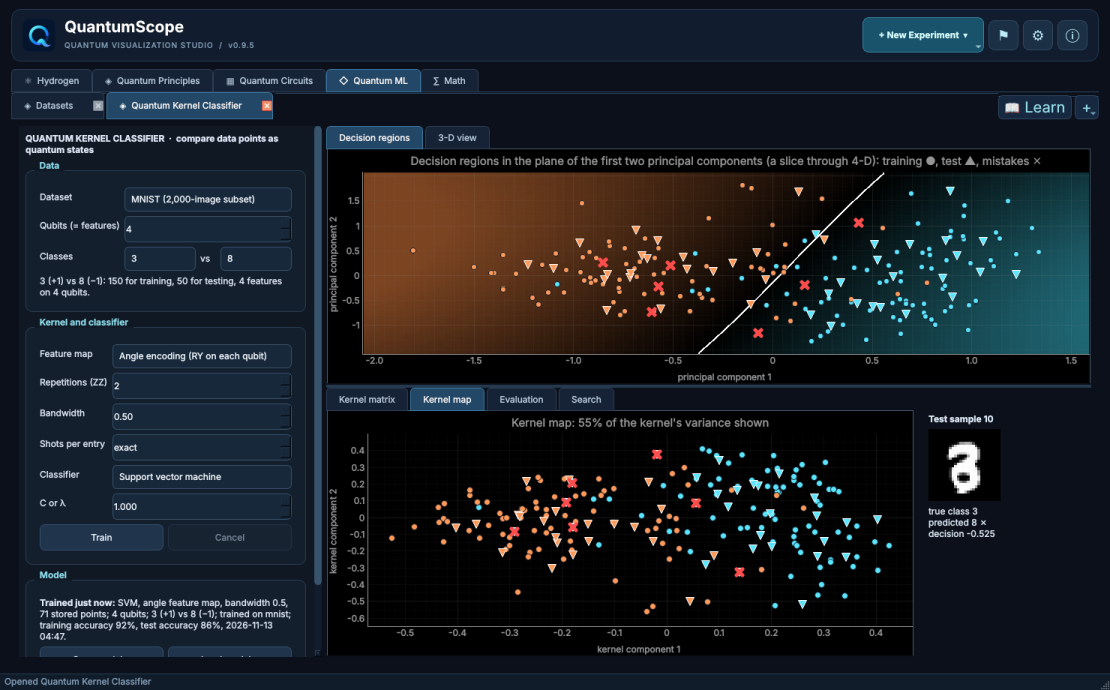 QuantumScope
QUANTUM VISUALIZATION STUDIO / v0.9.5
+ New Experiment ▾
Hydrogen
Quantum Principles
Quantum Circuits
Quantum ML
Σ Math
Datasets
Quantum Kernel Classifier
Learn
+
QUANTUM KERNEL CLASSIFIER · compare data points as
quantum states
Data
Dataset
MNIST (2,000-image subset)
Qubits (= features)
4
Classes
3
vs
8
3 (+1) vs 8 (−1): 150 for training, 50 for testing, 4 features
on 4 qubits.
Kernel and classifier
Feature map
Angle encoding (RY on each qubit)
Repetitions (ZZ)
2
Bandwidth
0.50
Shots per entry
exact
Classifier
Support vector machine
C or λ
1.000
Train
Cancel
Model
Trained just now: SVM, angle feature map, bandwidth 0.5,
71 stored points; 4 qubits; 3 (+1) vs 8 (−1); trained on mnist;
training accuracy 92%, test accuracy 86%, 2026-11-13
04:47.
Decision regions
3-D view
Decision regions in the plane of the first two principal components (a slice through 4-D): training ●, test ▲, mistakes ×
principal component 2
1.5
1
0.5
0
-0.5
-1
-2.0
-1.5
-1.0
-0.5
0
0.5
1.0
1.5
principal component 1
Kernel matrix
Kernel map
Evaluation
Search
Kernel map: 55% of the kernel's variance shown
kernel component 2
0.4
0.3
0.2
0.1
0
-0.1
-0.2
-0.3
-0.4
-0.5
-0.6
-0.5
-0.4
-0.3
-0.2
-0.1
0
0.1
0.2
0.3
0.4
kernel component 1
Test sample 10
true class 3
predicted 8 ×
decision -0.525
Opened Quantum Kernel Classifier